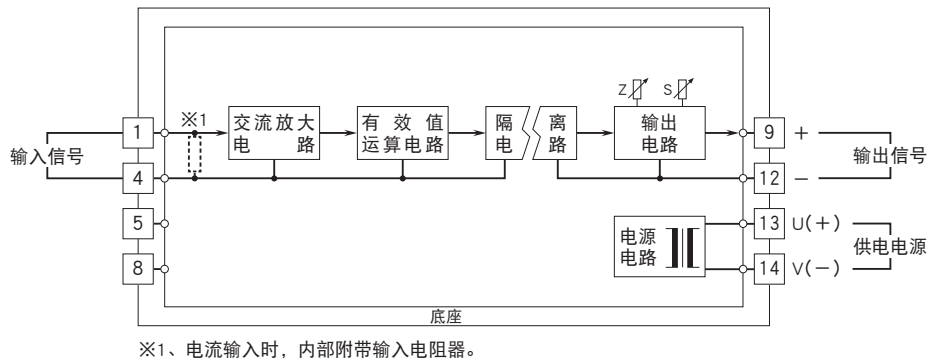 Z S
※1
1
交流放大
电 路
有 效 值
运算电路
隔 离
电 路
输出
电路
9 +
输入信号
输出信号
4
12 −
5
13 U(+)
电源
电路
供电电源
8
14 V(−)
底座
※1、电流输入时，内部附带输入电阻器。